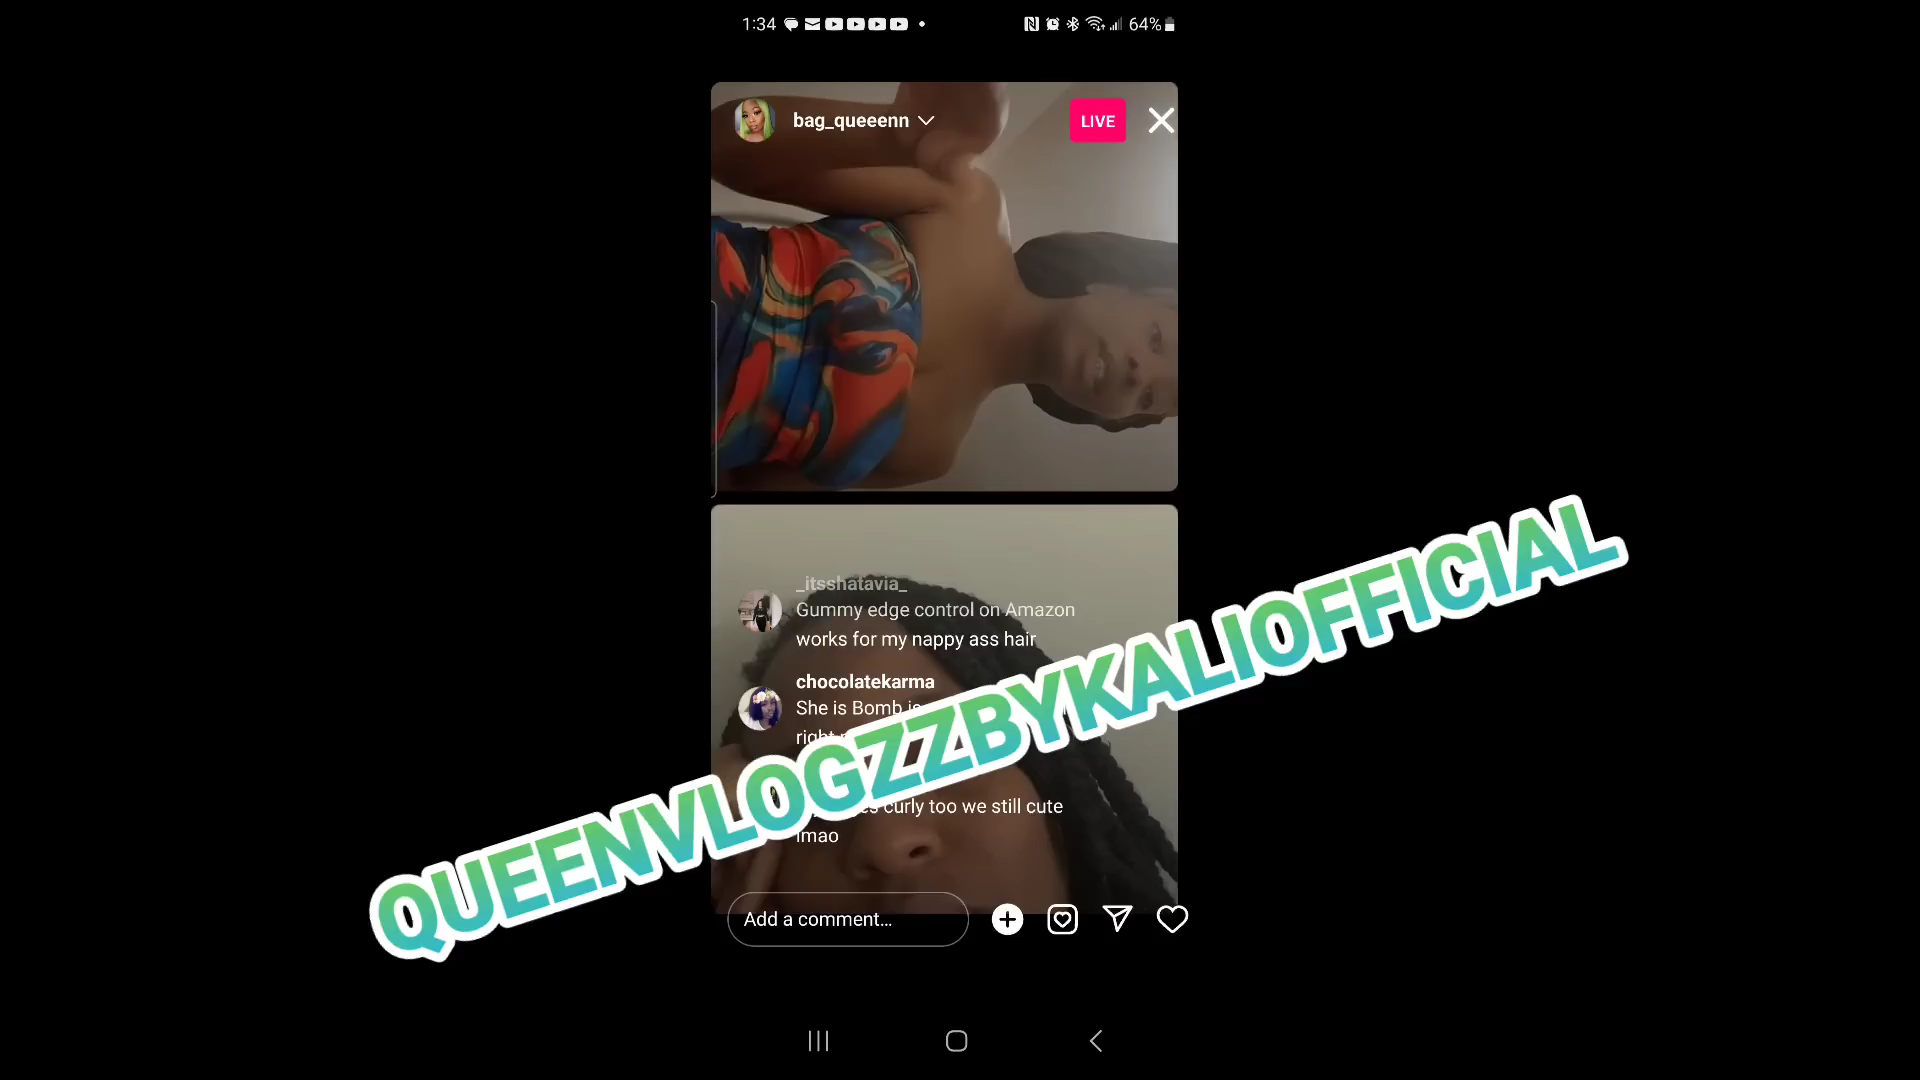 1:34
64%
bag_queeenn
LIVE
_itsshatavia_
Gummy edge control on Amazon
works for my nappy ass hair
chocolatekarma
She is Bomb is
curly too we still cute
lmao
QUEENVLOGZZBYKALIOFFICIAL
Add a comment...